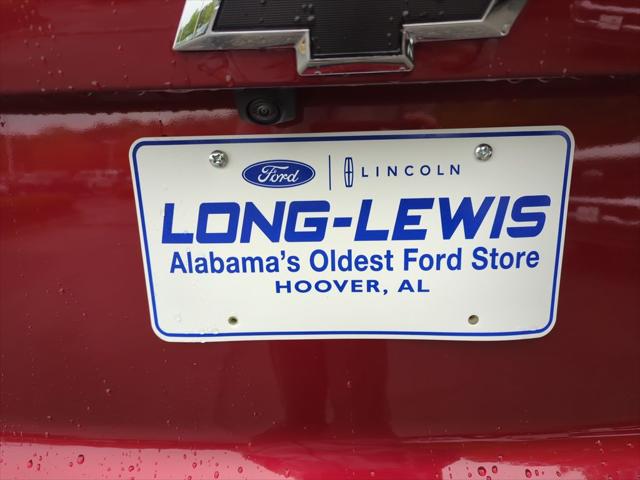 Ford | LINCOLN
LONG-LEWIS
Alabama's Oldest Ford Store
HOOVER, AL